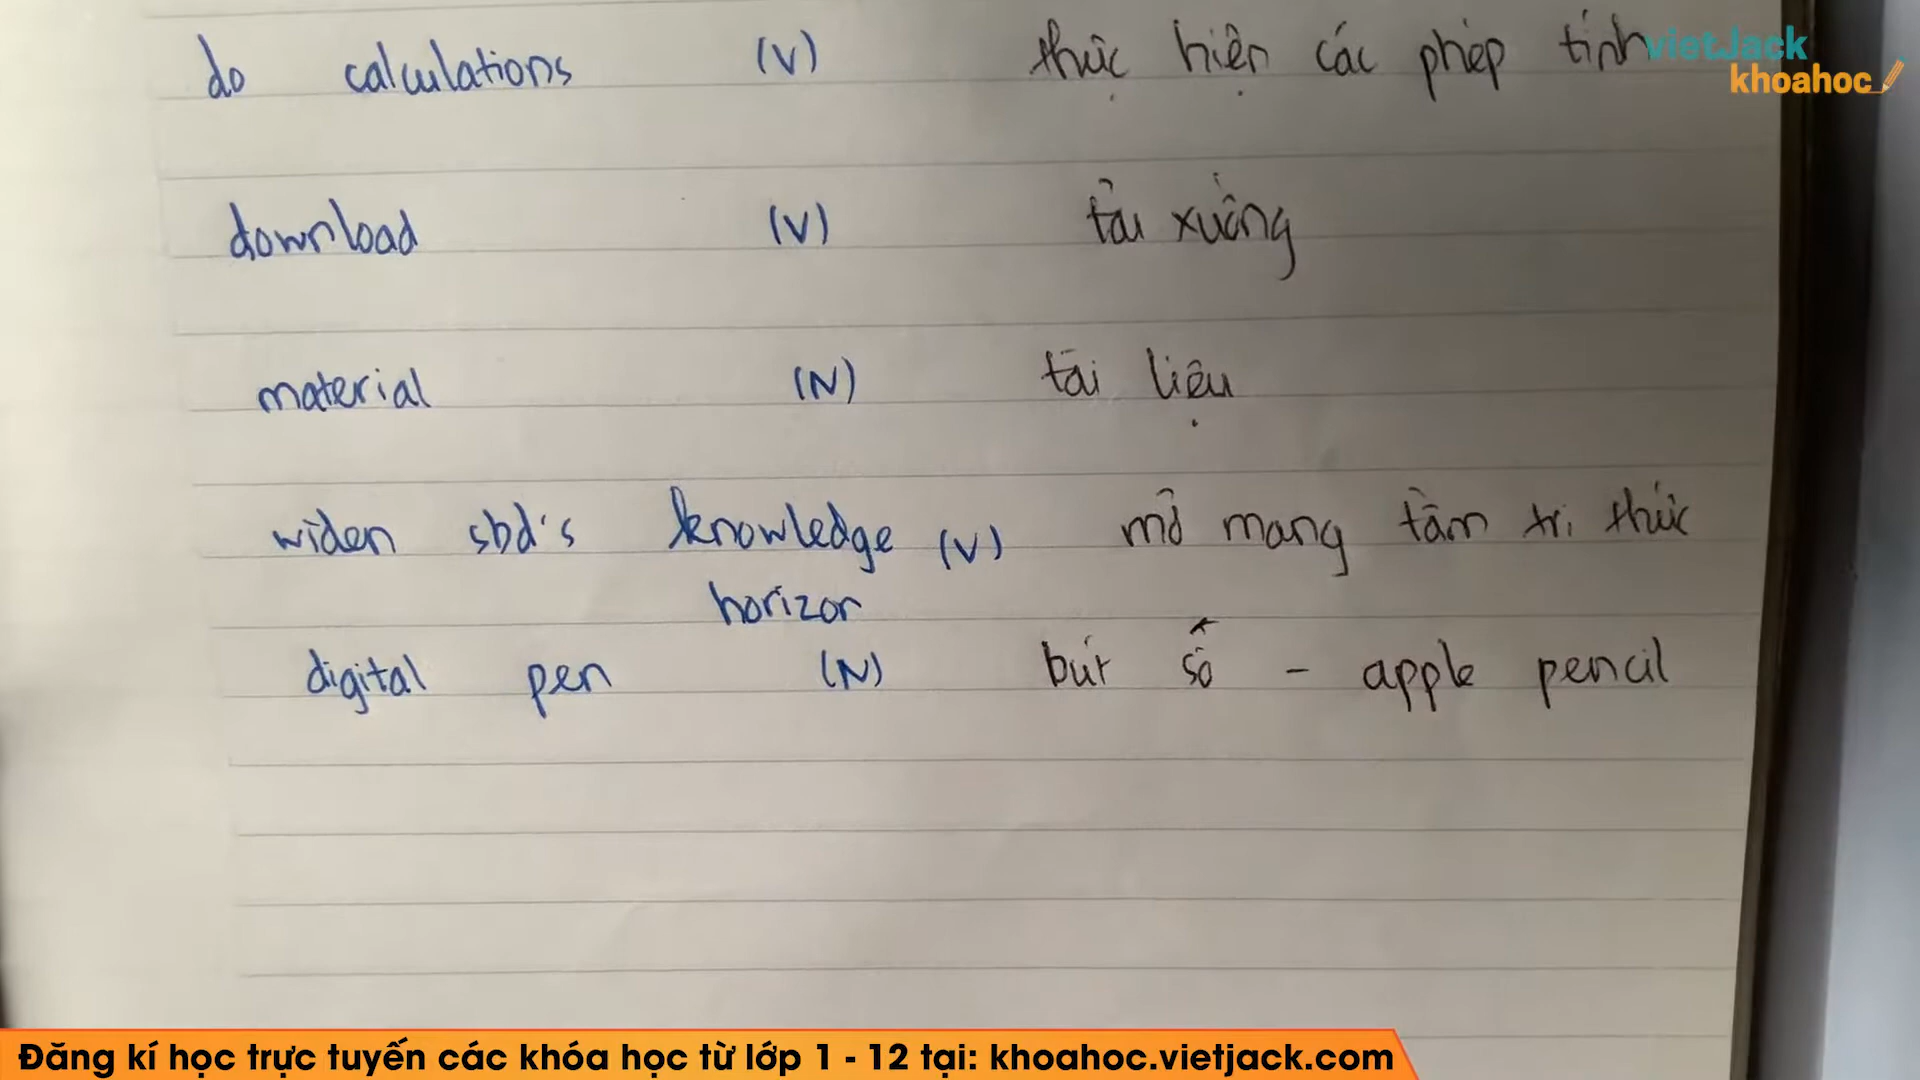 do calculations (V) thực hiện các phép tính
vietJack
khoahoc
download (V) tải xuống
material (N) tài liệu
widen sbd's knowledge (V) mở mang tầm tri thức
horizon
digital pen (N) bút số - apple pencil
Đăng kí học trực tuyến các khóa học từ lớp 1 - 12 tại: khoahoc.vietjack.com